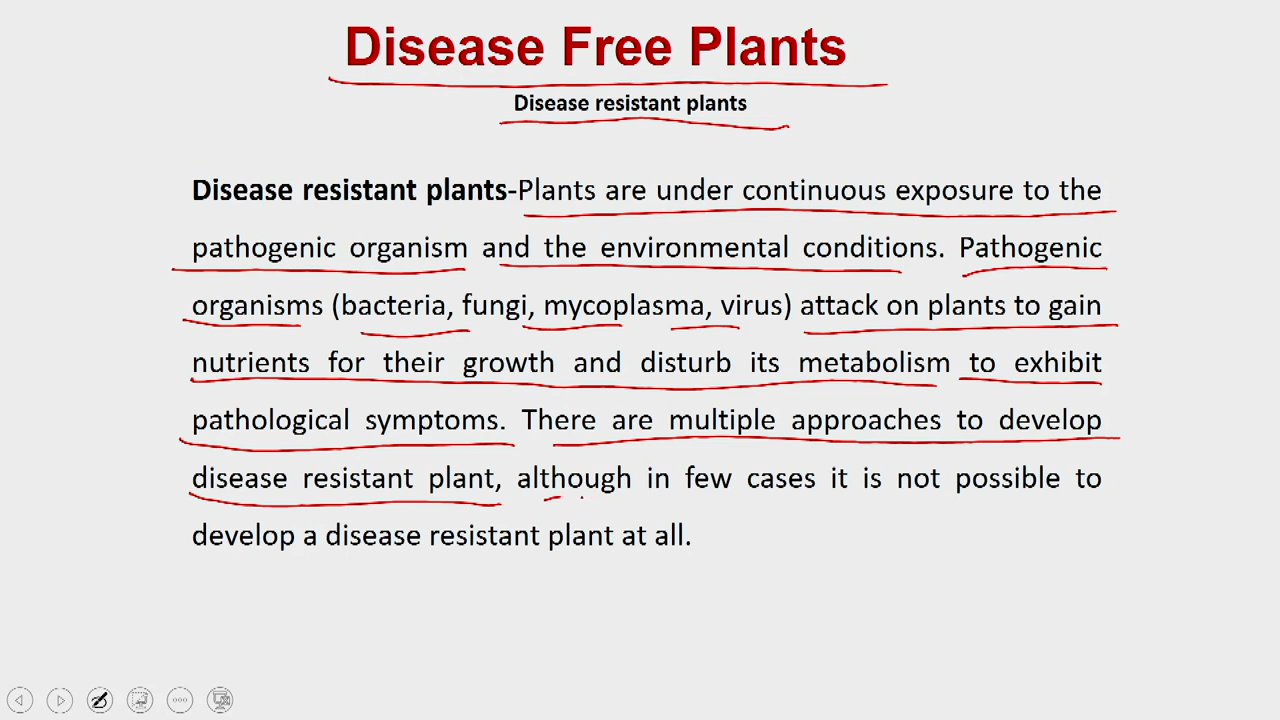 Disease Free Plants
Disease resistant plants
Disease resistant plants-Plants are under continuous exposure to the
pathogenic organism and the environmental conditions. Pathogenic
organisms (bacteria, fungi, mycoplasma, virus) attack on plants to gain
nutrients for their growth and disturb its metabolism to exhibit
pathological symptoms. There are multiple approaches to develop
disease resistant plant, although in few cases it is not possible to
develop a disease resistant plant at all.